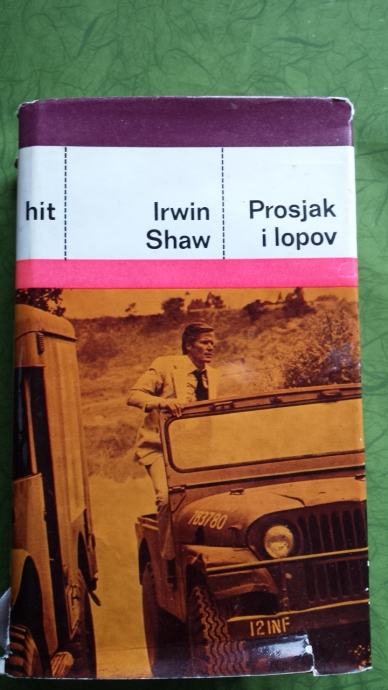 hit
Irwin
Shaw
Prosjak
i lopov
783780
12 INF